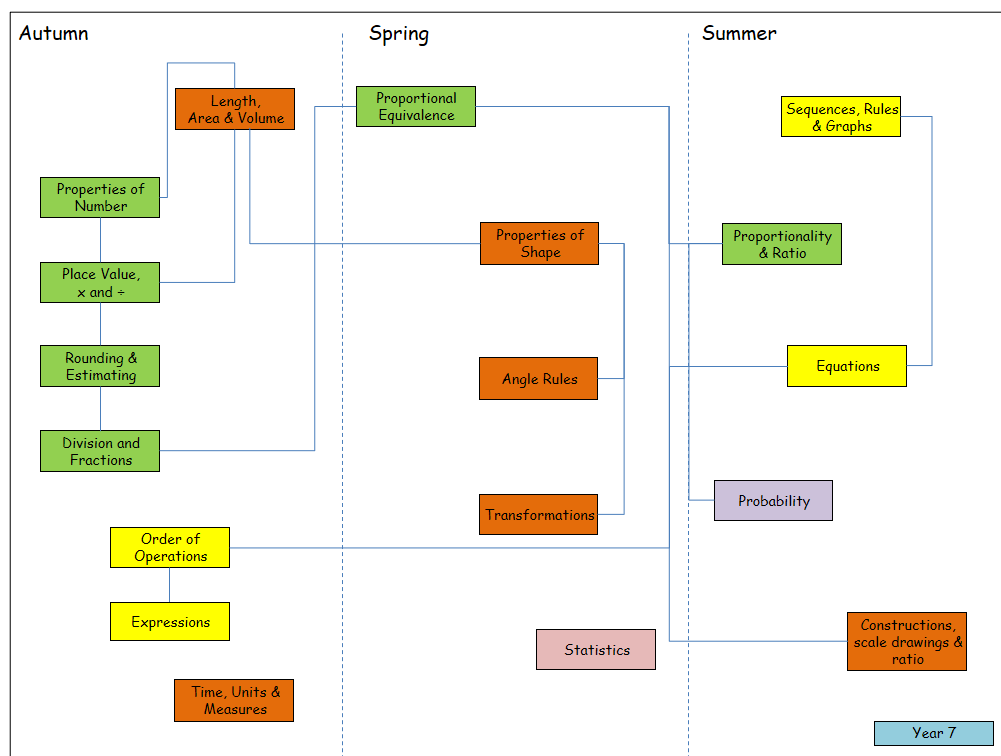 Autumn
Spring
Summer
Length,
Area & Volume
Proportional
Equivalence
Sequences, Rules
& Graphs
Properties of
Number
Properties of
Shape
Proportionality
& Ratio
Place Value,
x and ÷
Rounding &
Estimating
Angle Rules
Equations
Division and
Fractions
Transformations
Probability
Order of
Operations
Expressions
Statistics
Constructions,
scale drawings &
ratio
Time, Units &
Measures
Year 7